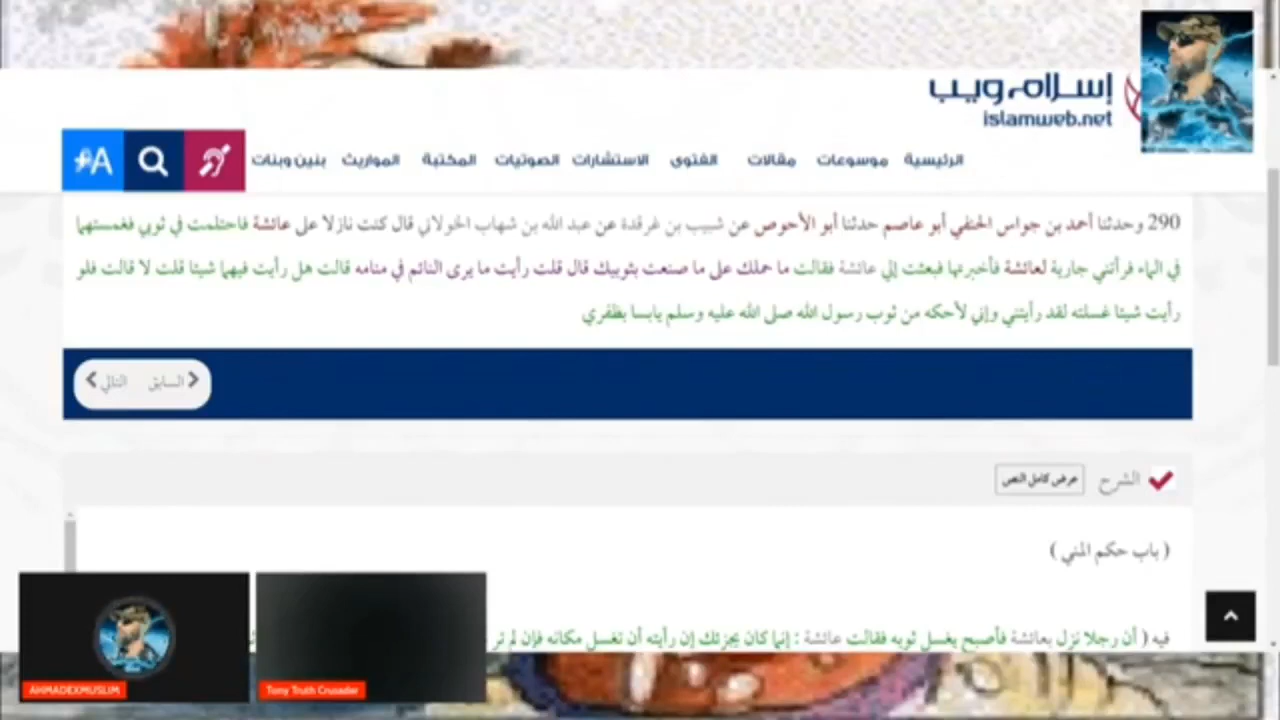 إسلام ويب
islamweb.net
الرئيسية موسوعات مقالات الفتوى الاستشارات الصوتيات المكتبة المواريث بنين وبنات
A
290 وحدثنا أحمد بن جواس الحنفي أبو عاصم حدثنا أبو الأحوص عن شبيب بن غرقدة عن عبد الله بن شهاب الخولاني قال كنت نازلا على عائشة فاحتلمت في ثوبي فغمستهما
في الماء فرأتني جارية لعائشة فأخبرتها فبعثت إلي عائشة فقالت ما حملك على ما صنعت بثوبيك قال قلت رأيت ما يرى النائم في منامه قالت هل رأيت فيهما شيئا قلت لا قالت فلو
رأيت شيئا غسلته لقد رأيتني وإني لأحكه من ثوب رسول الله صلى الله عليه وسلم يابسا بظفري
السابق التالي
الشرح عرض كامل النص
( باب حكم المني )
فيه ( أن رجلا نزل بعائشة فأصبح يغسل ثوبه فقالت عائشة : إنما كان يجزئك إن رأيته أن تغسل مكانه فإن لم تر
AHMADEXMUSLIM
Tony Truth Crusader